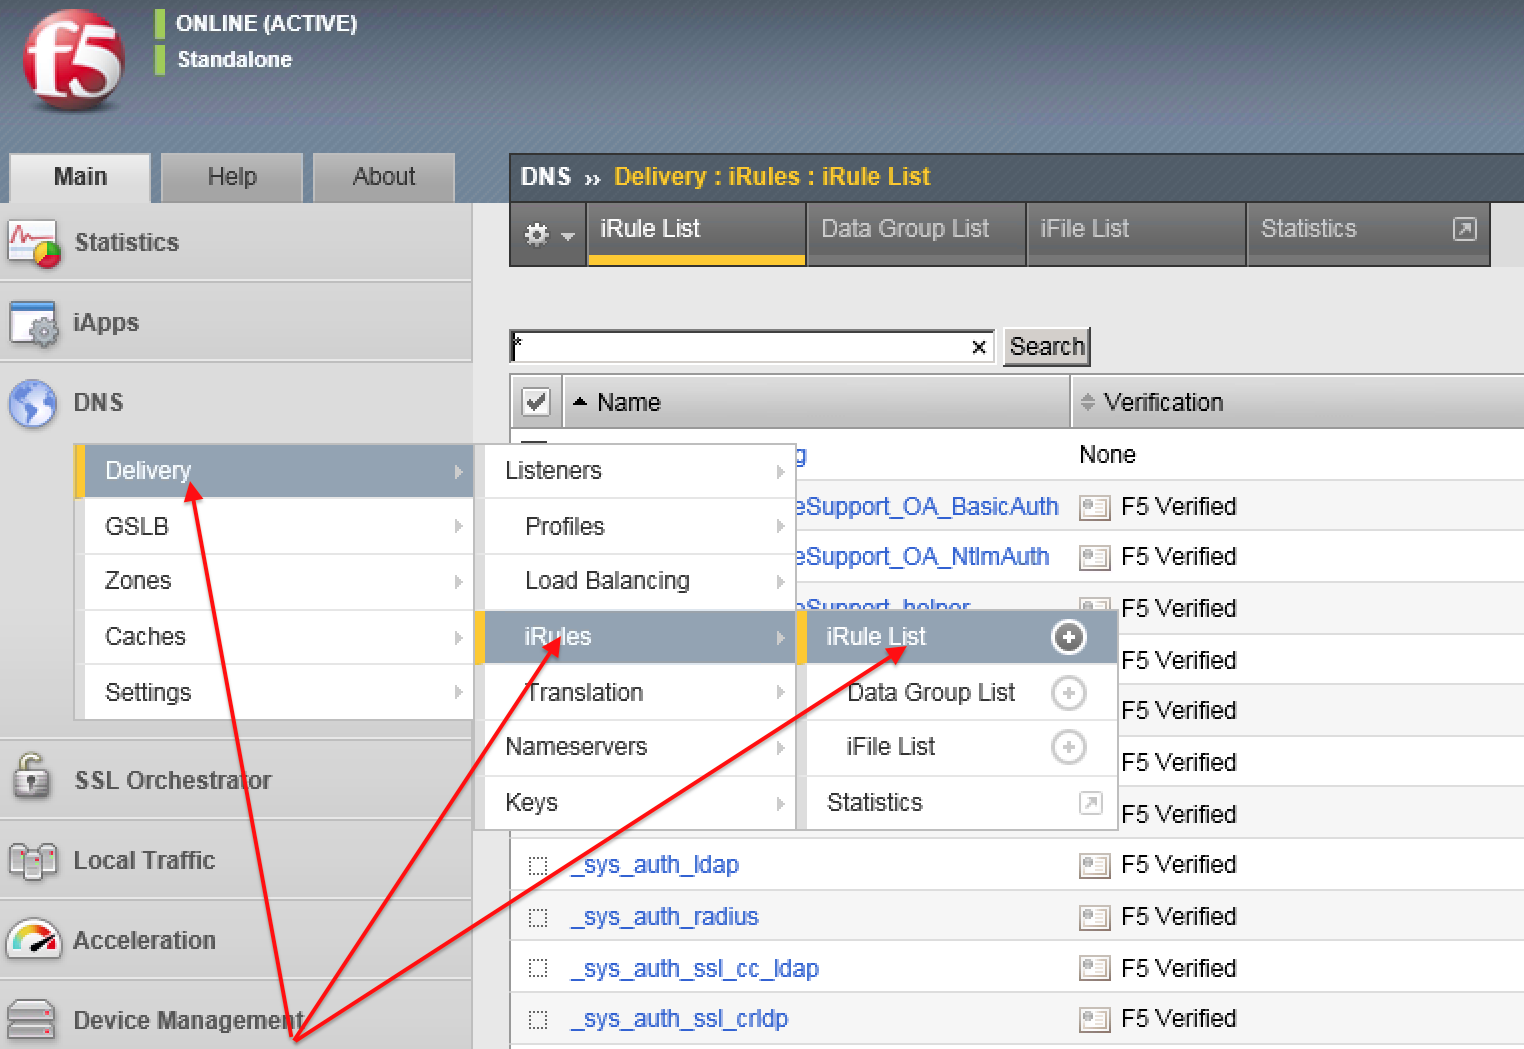 f5
ONLINE (ACTIVE)
Standalone
Main
Help
About
DNS » Delivery : iRules : iRule List
iRule List
Data Group List
iFile List
Statistics
Statistics
iApps
DNS
Delivery
GSLB
Zones
Caches
Settings
SSL Orchestrator
Local Traffic
Acceleration
Device Management
Listeners
Profiles
Load Balancing
iRules
Translation
Nameservers
Keys
iRule List
Data Group List
iFile List
Statistics
*
Search
Name
Verification
g None
eSupport_OA_BasicAuth F5 Verified
eSupport_OA_NtlmAuth F5 Verified
eSupport_helper F5 Verified
F5 Verified
F5 Verified
F5 Verified
F5 Verified
_sys_auth_ldap F5 Verified
_sys_auth_radius F5 Verified
_sys_auth_ssl_cc_ldap F5 Verified
_sys_auth_ssl_crldp F5 Verified